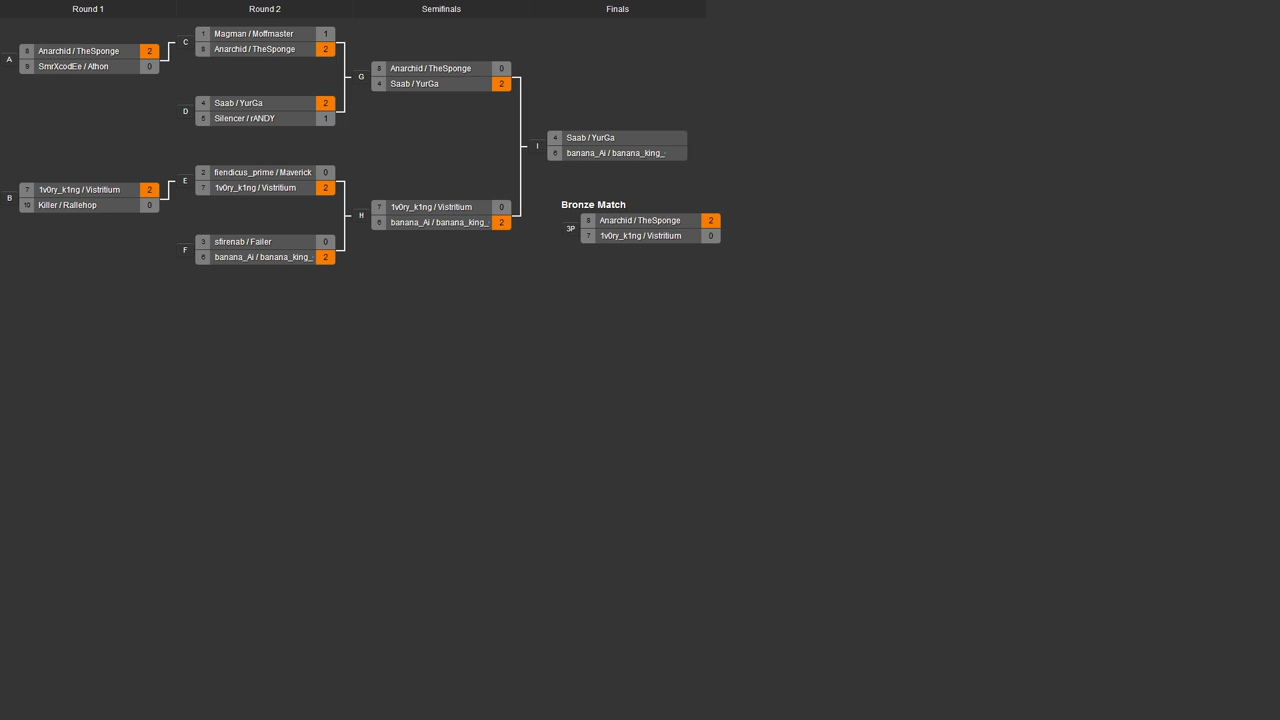 Round 1
Round 2
Semifinals
Finals
A
8 Anarchid / TheSponge 2
9 SmrXcodEe / Athon 0
B
7 1v0ry_k1ng / Vistritium 2
10 Killer / Rallehop 0
C
1 Magman / Moffmaster 1
8 Anarchid / TheSponge 2
D
4 Saab / YurGa 2
5 Silencer / rANDY 1
E
2 fiendicus_prime / Maverick 0
7 1v0ry_k1ng / Vistritium 2
F
3 sfirenab / Failer 0
6 banana_Ai / banana_king_ 2
G
8 Anarchid / TheSponge 0
4 Saab / YurGa 2
H
7 1v0ry_k1ng / Vistritium 0
6 banana_Ai / banana_king_ 2
I
4 Saab / YurGa
6 banana_Ai / banana_king_
Bronze Match
3P
8 Anarchid / TheSponge 2
7 1v0ry_k1ng / Vistritium 0